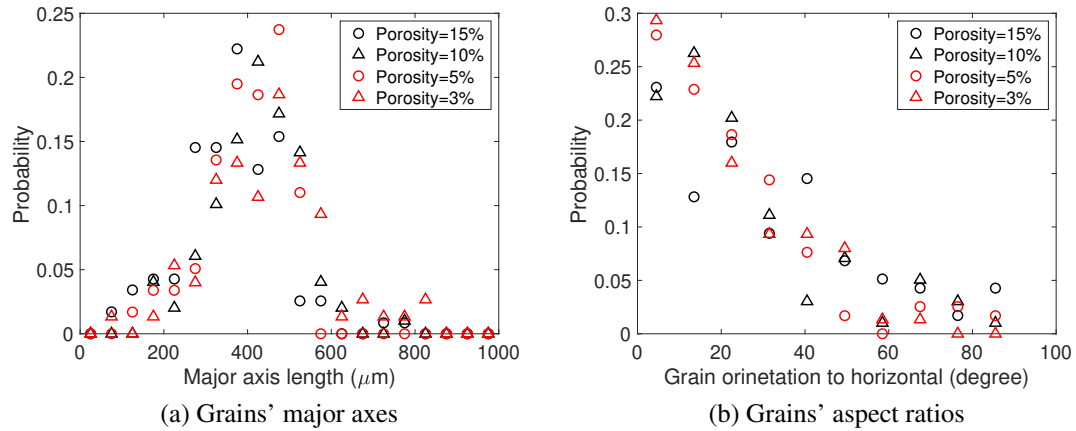 0.25
0.2
0.15
0.1
0.05
0
Probability
0 200 400 600 800 1000
Major axis length (μm)
Porosity=15%
Porosity=10%
Porosity=5%
Porosity=3%
(a) Grains’ major axes
0.3
0.25
0.2
0.15
0.1
0.05
0
Probability
0 20 40 60 80 100
Grain orinetation to horizontal (degree)
Porosity=15%
Porosity=10%
Porosity=5%
Porosity=3%
(b) Grains’ aspect ratios